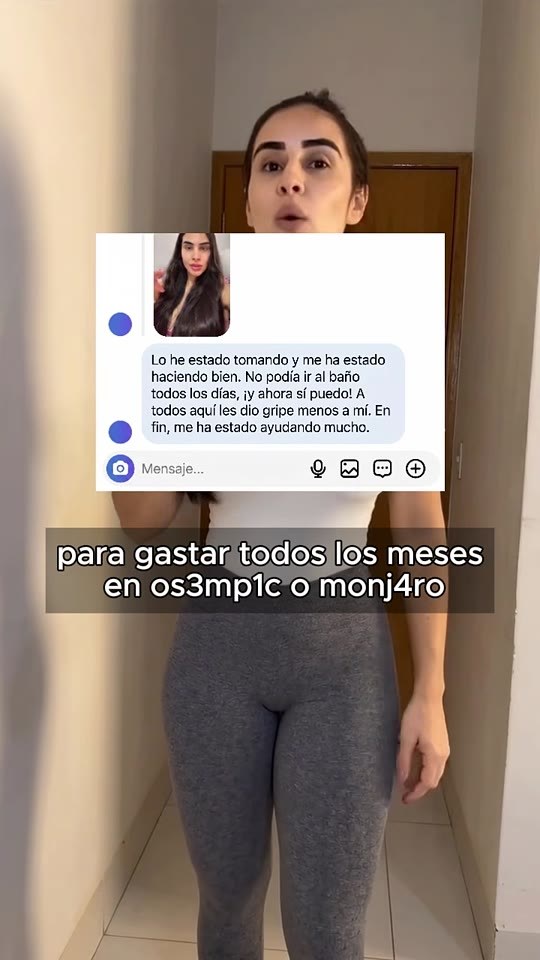 Lo he estado tomando y me ha estado
haciendo bien. No podía ir al baño
todos los días, ¡y ahora sí puedo! A
todos aquí les dio gripe menos a mí. En
fin, me ha estado ayudando mucho.
Mensaje...
para gastar todos los meses
en os3mp1c o monj4ro